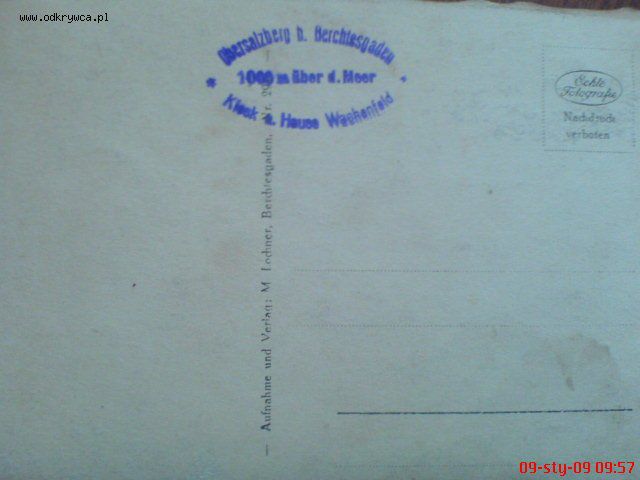 www.odkrywca.pl
Obersalzberg b. Berchtesgaden
* 1000 m über d. Meer *
Kiosk a. Hause Wachenfeld
Echte
Fotografie
Nachdruck
verboten
— Aufnahme und Verlag: M. Lochner, Berchtesgaden, Nr.
09-sty-09 09:57